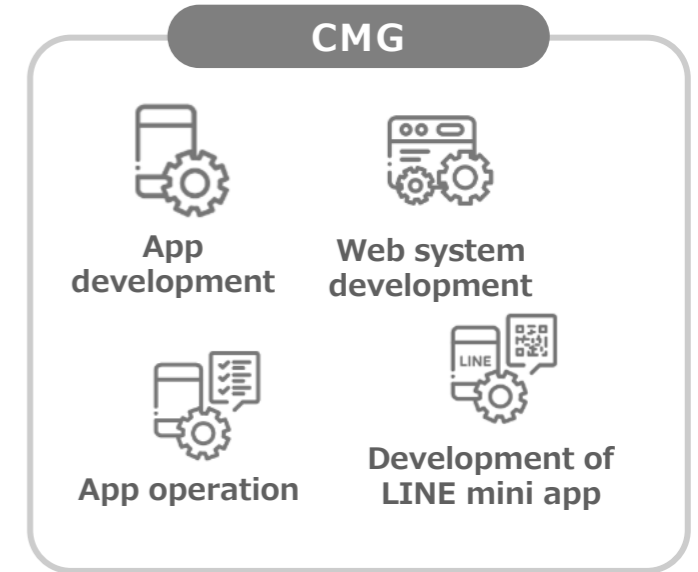 CMG
App
development
Web system
development
LINE
App operation
Development of
LINE mini app